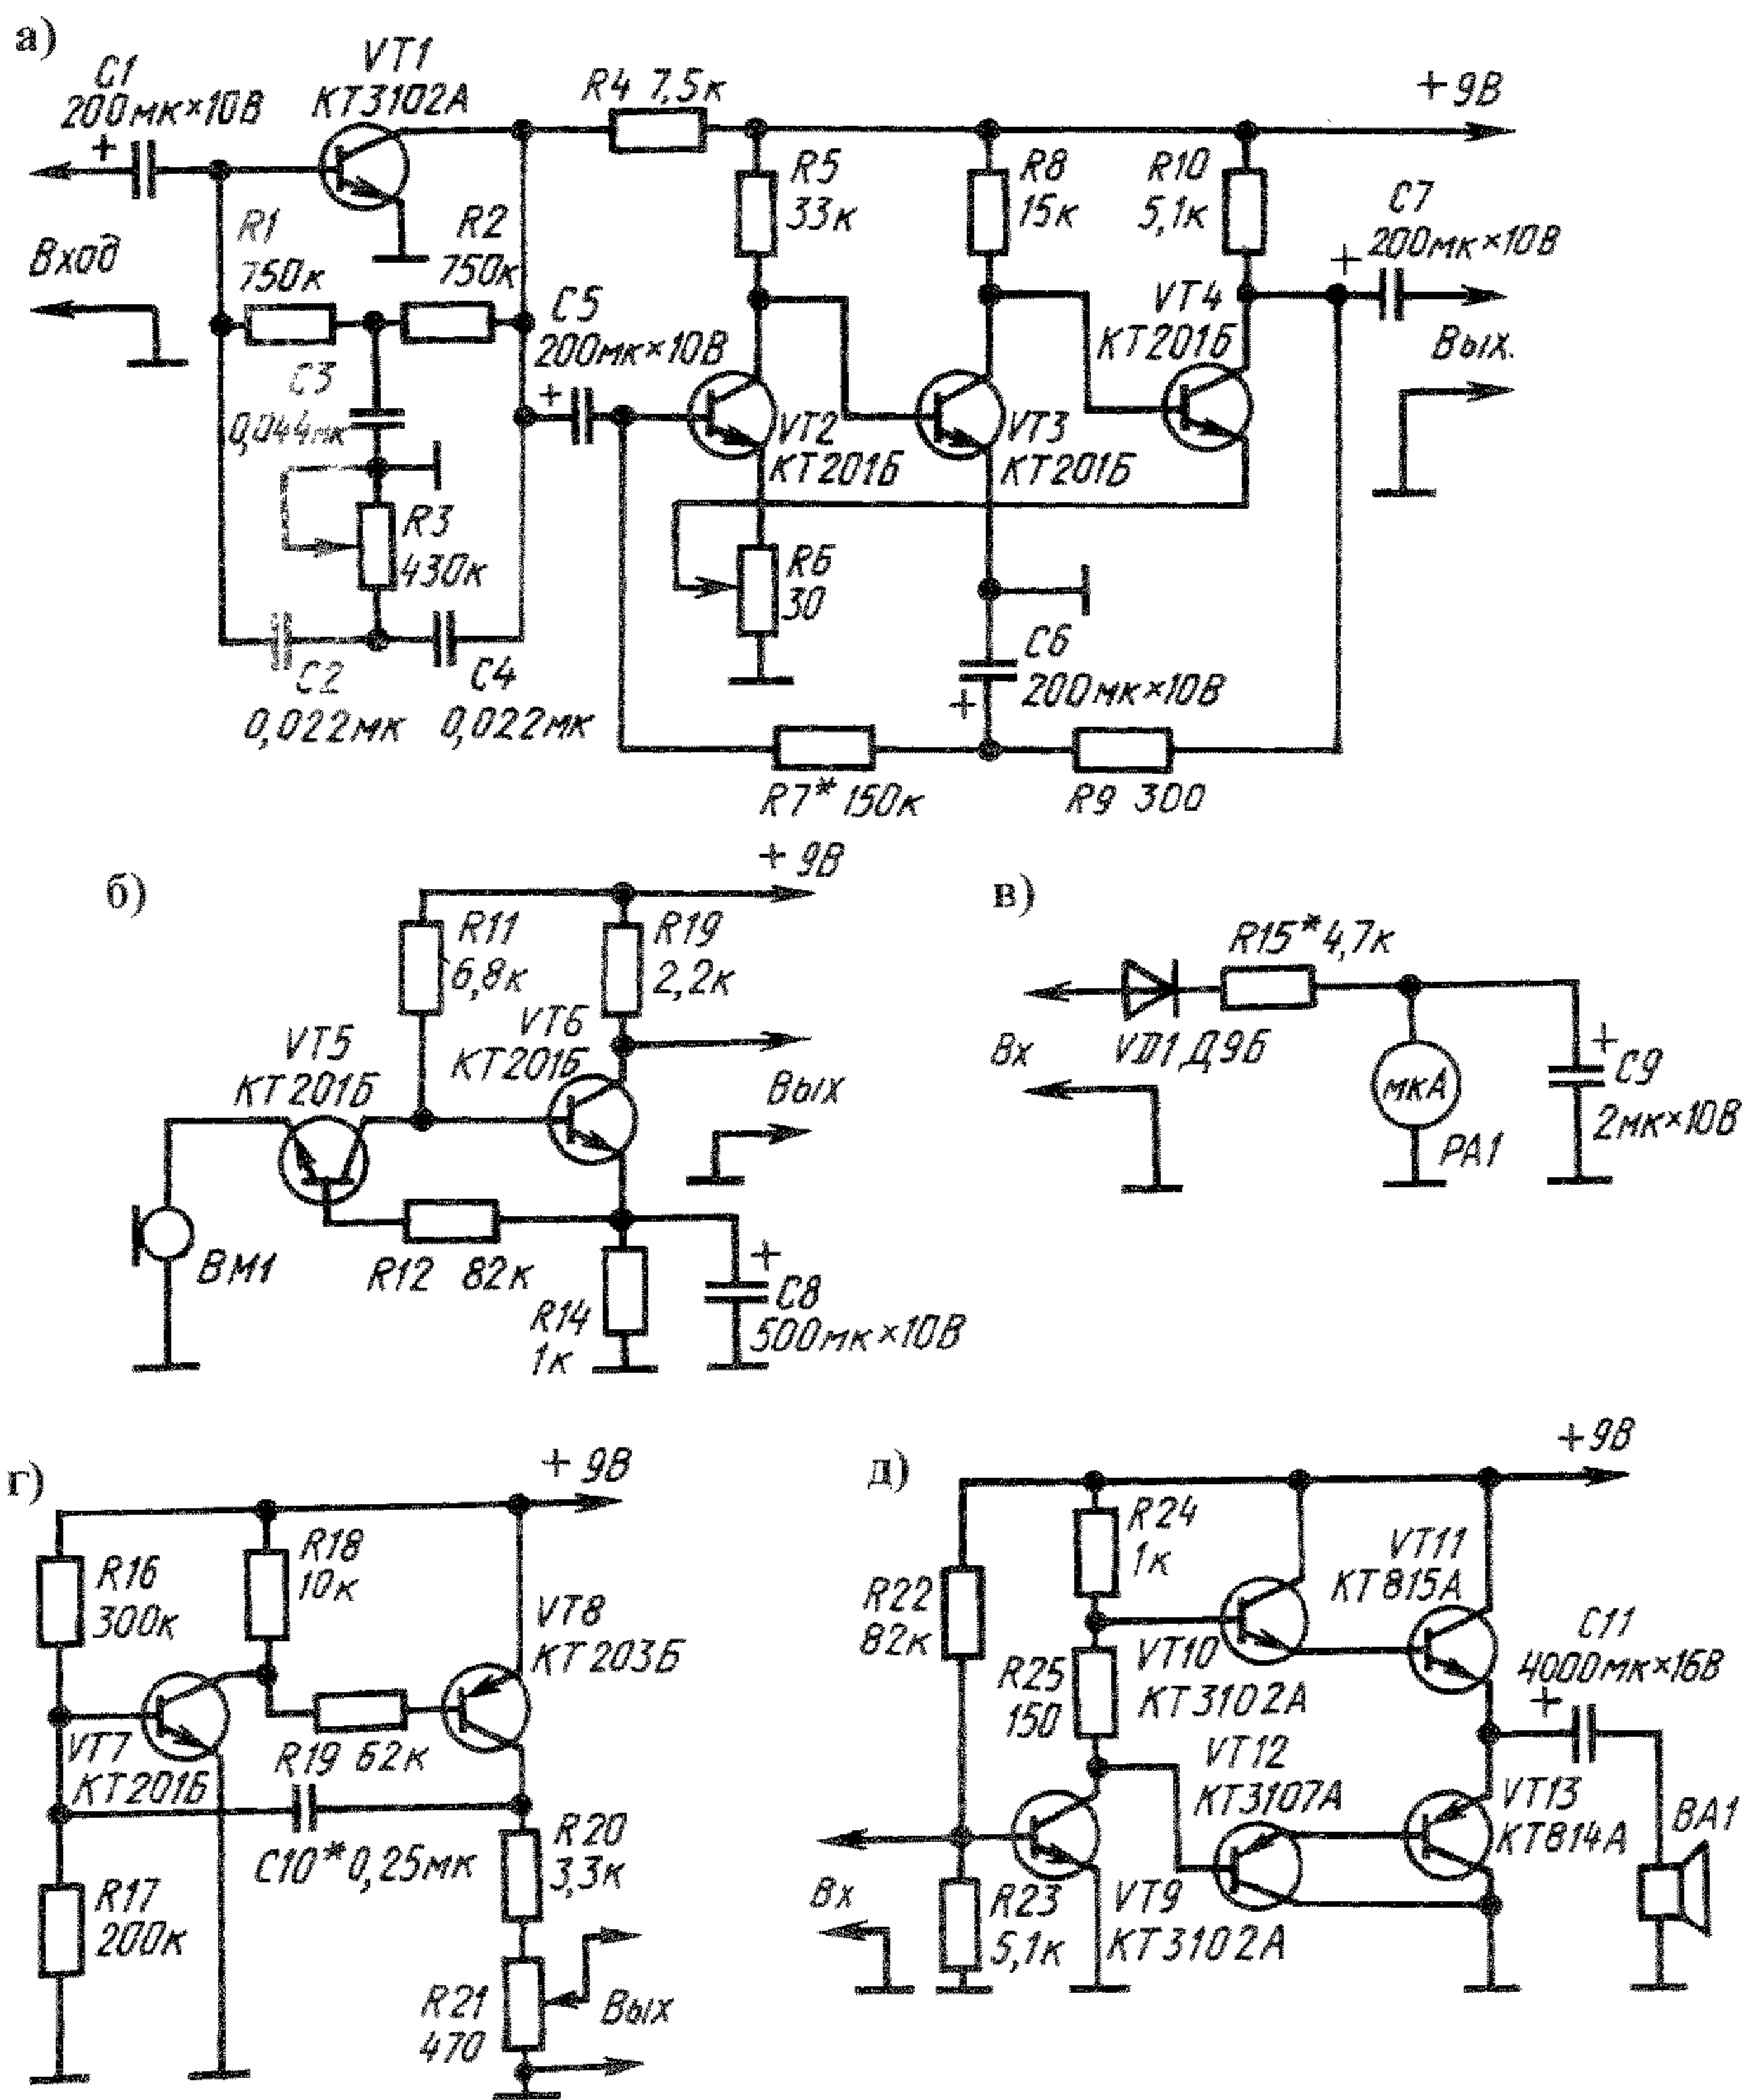 а)
C1
200мк×10В
+
VT1
КТ3102А
R4 7,5к
+9В
Вход
R1
750к
R2
750к
R5
33к
R8
15к
R10
5,1к
C7
200мк×10В
+
C3
0,044мк
C5
200мк×10В
+
VT4
КТ201Б
Вых.
VT2
КТ201Б
VT3
КТ201Б
R3
430к
R6
30
C2
0,022мк
C4
0,022мк
C6
200мк×10В
+
R7* 150к
R9 300
б)
+9В
R11
6,8к
R19
2,2к
VT5
КТ201Б
VT6
КТ201Б
Вых
ВМ1
R12 82к
R14
1к
+
C8
500мк×10В
в)
R15* 4,7к
Вх
VD1 Д9Б
мкА
РА1
+
C9
2мк×10В
г)
+9В
R16
300к
R18
10к
VT8
КТ203Б
VT7
КТ201Б
R19 62к
C10* 0,25мк
R20
3,3к
R17
200к
R21
470
Вых
д)
+9В
R24
1к
R22
82к
VT11
КТ815А
C11
4000мк×16В
+
R25
150
VT10
КТ3102А
VT12
КТ3107А
VT13
КТ814А
ВА1
Вх
R23
5,1к
VT9
КТ3102А